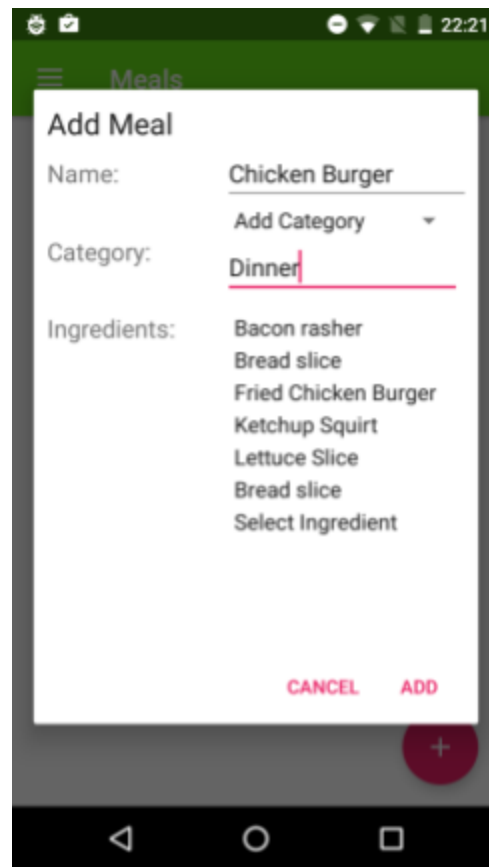 22:21
Meals
Add Meal
Name: Chicken Burger
Add Category
Category:
Dinner
Ingredients: Bacon rasher
Bread slice
Fried Chicken Burger
Ketchup Squirt
Lettuce Slice
Bread slice
Select Ingredient
CANCEL ADD